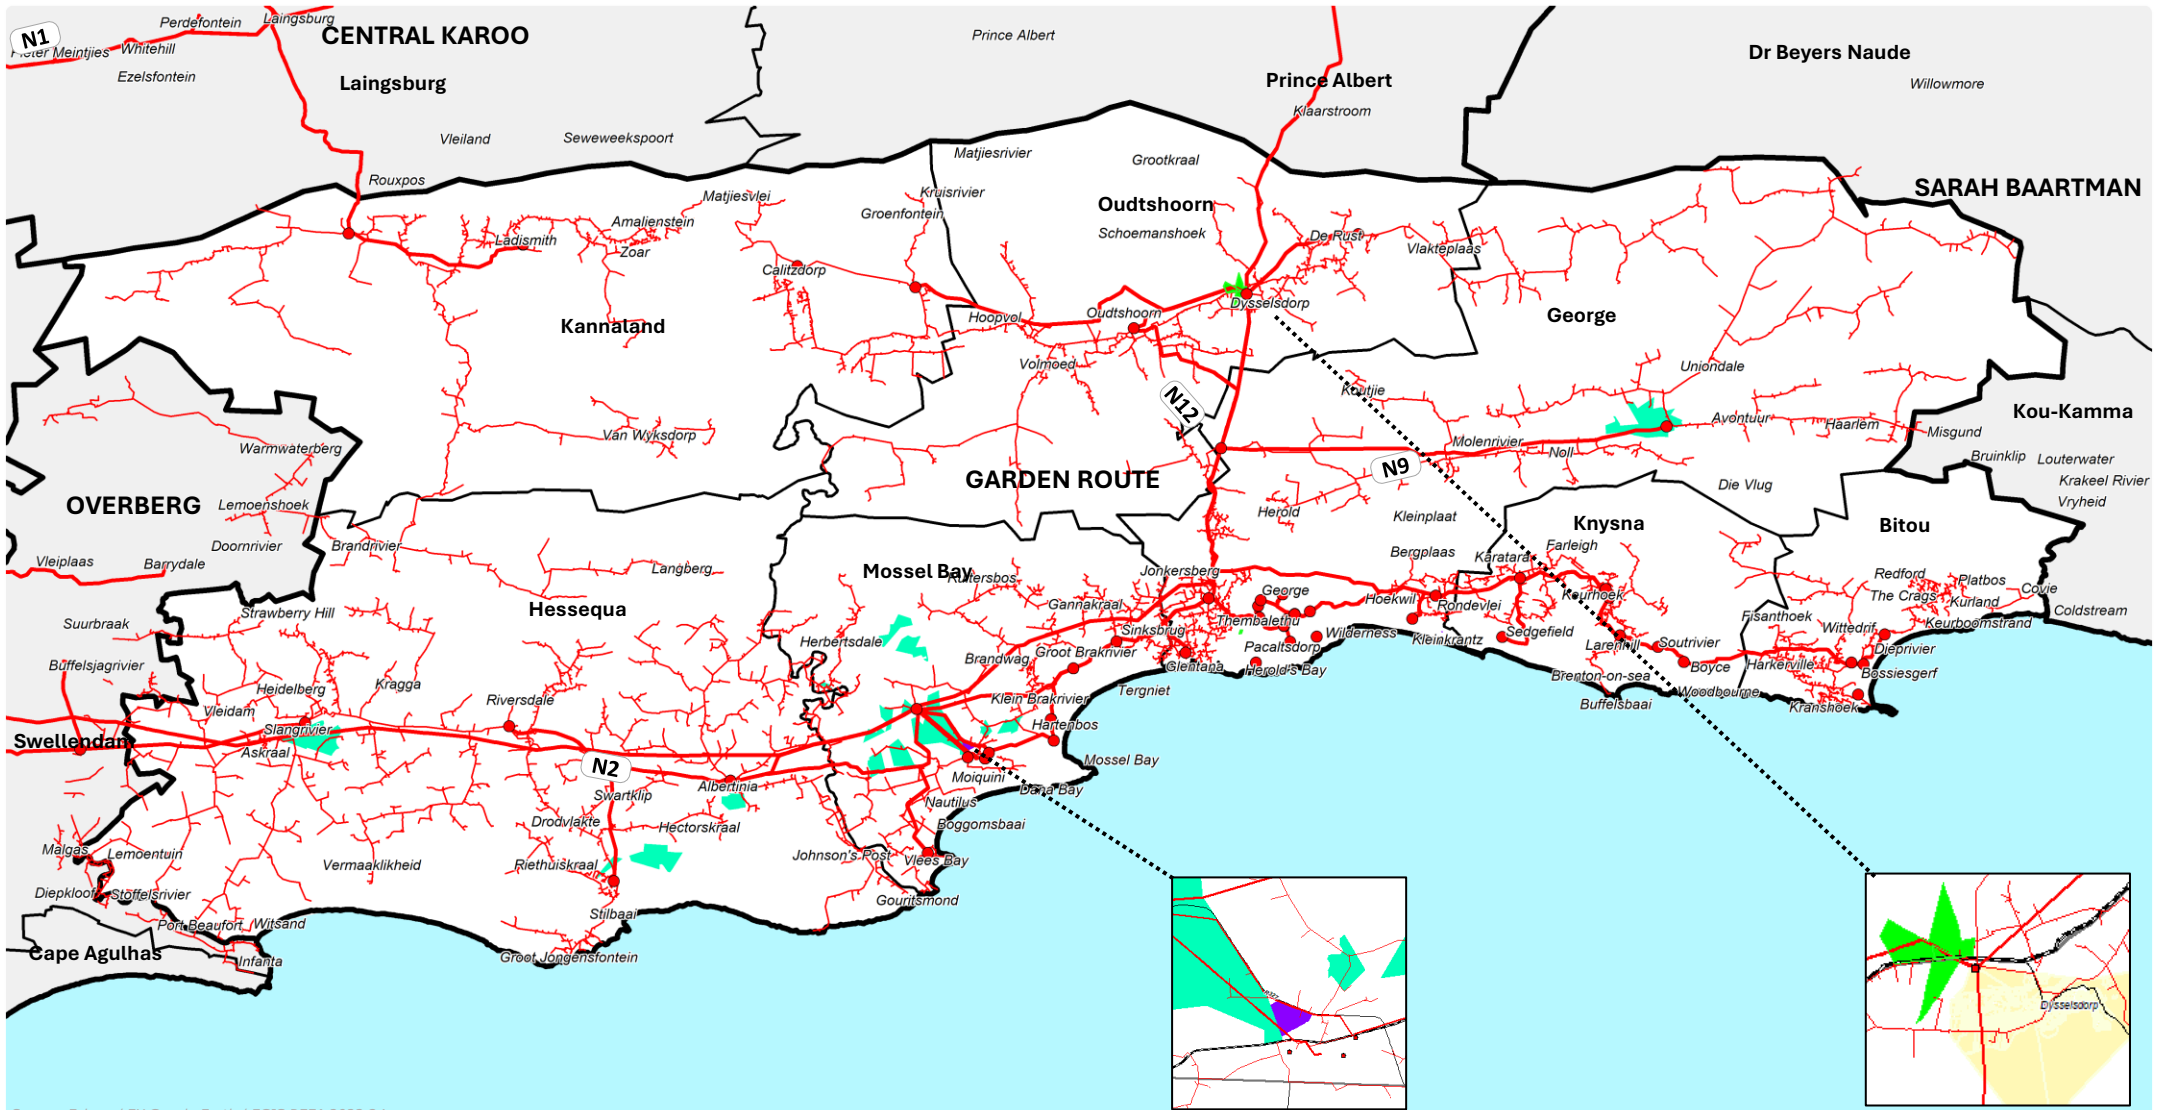 Perdefontein
Laingsburg
N1
CENTRAL KAROO
Prince Albert
Dr Beyers Naude
Pieter Meintjies
Whitehill
Ezelsfontein
Laingsburg
Prince Albert
Willowmore
Klaarstroom
Vleiland
Seweweekspoort
Matjiesrivier
Grootkraal
Rouxpos
SARAH BAARTMAN
Matjiesvlei
Kruisrivier
Oudtshoorn
Groenfontein
Amalienstein
Ladismith
Zoar
Schoemanshoek
De Rust
Vlakteplaas
Calitzdorp
Dysselsdorp
Hoopvol
Oudtshoorn
George
Kannaland
Volmoed
Uniondale
Koutjie
N12
Kou-Kamma
Avontuur
Haarlem
Misgund
Van Wyksdorp
Molenrivier
Noll
Warmwaterberg
Bruinklip
Louterwater
N9
GARDEN ROUTE
Krakeel Rivier
Die Vlug
Vryheid
OVERBERG
Lemoenshoek
Herold
Kleinplaat
Knysna
Bitou
Doornrivier
Brandrivier
Farleigh
Bergplaas
Karatara
Vleiplaas
Barrydale
Langberg
Mossel Bay
Ruitersbos
Jonkersberg
Redford
Platbos
Covie
George
Hoekwil
Keurhoek
The Crags
Kurland
Coldstream
Hessequa
Strawberry Hill
Gannakraal
Rondevlei
Fisanthoek
Suurbraak
Thembalethu
Keurboomstrand
Wittedrif
Herbertsdale
Sinksbrug
Wilderness
Kleinkrantz
Sedgefield
Soutrivier
Larenhill
Dieprivier
Brandwag
Groot Brakrivier
Pacaltsdorp
Buffelsjagrivier
Glentana
Herold's Bay
Boyce
Harkerville
Bossiesgerf
Brenton-on-sea
Heidelberg
Kragga
Tergniet
Woodbourne
Riversdale
Klein Brakrivier
Buffelsbaai
Kranshoek
Vleidam
Slangrivier
Hartenbos
Swellendam
Askraal
Mossel Bay
N2
Moiquini
Albertinia
Dana Bay
Swartklip
Nautilus
Drodvlakte
Hectorskraal
Boggomsbaai
Malgas
Lemoentuin
Vermaaklikheid
Riethuiskraal
Johnson's Post
Vlees Bay
Diepkloof
Stoffelsrivier
Gouritsmond
Stilbaai
Port Beaufort
Witsand
Cape Agulhas
Infanta
Groot Jongensfontein
Dysselsdorp